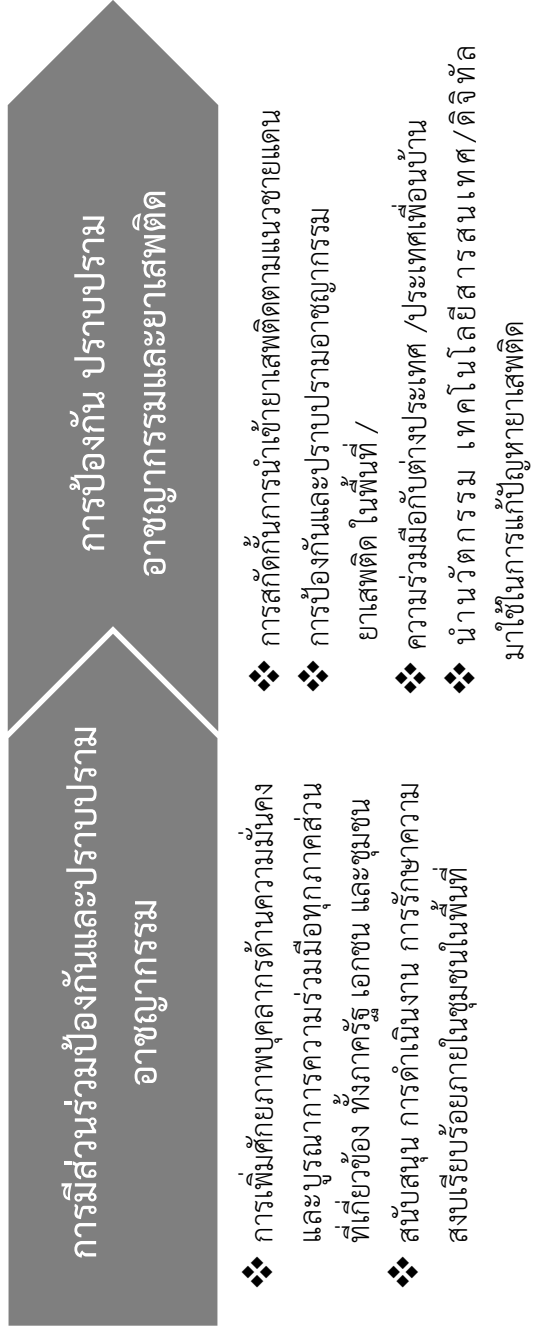 การมีส่วนร่วมป้องกันและปราบปราม
อาชญากรรม
❖ การเพิ่มศักยภาพบุคลากรด้านความมั่นคง
และบูรณาการความร่วมมือทุกภาคส่วน
ที่เกี่ยวข้อง ทั้งภาครัฐ เอกชน และชุมชน
❖ สนับสนุน การดำเนินงาน การรักษาความ
สงบเรียบร้อยภายในชุมชนในพื้นที่
การป้องกัน ปราบปราม
อาชญากรรมและยาเสพติด
❖ การสกัดกั้นการนำเข้ายาเสพติดตามแนวชายแดน
❖ การป้องกันและปราบปรามอาชญากรรม
ยาเสพติด ในพื้นที่ /
❖ ความร่วมมือกับต่างประเทศ /ประเทศเพื่อนบ้าน
❖ นำนวัตกรรม เทคโนโลยีสารสนเทศ/ดิจิทัล
มาใช้ในการแก้ปัญหายาเสพติด